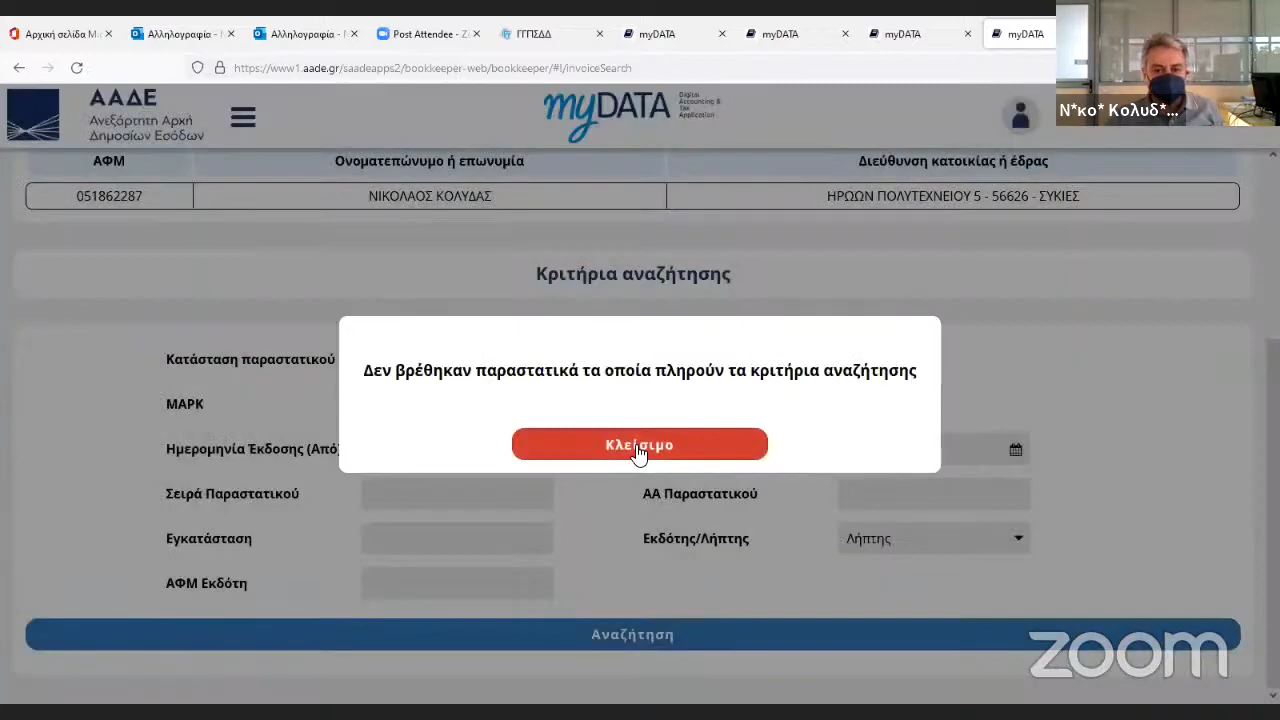 Αρχική σελίδα Mi
Αλληλογραφία - N
Αλληλογραφία - N
Post Attendee - Zo
ΓΓΠΣΔΔ
myDATA
myDATA
myDATA
myDATA
https://www1.aade.gr/saadeapps2/bookkeeper-web/bookkeeper/#!/invoiceSearch
ΑΑΔΕ
Ανεξάρτητη Αρχή
Δημοσίων Εσόδων
myDATA
Digital
Accounting &
Tax
Application
Ν*κο* Κολυδ*...
ΑΦΜ
Ονοματεπώνυμο ή επωνυμία
Διεύθυνση κατοικίας ή έδρας
051862287
ΝΙΚΟΛΑΟΣ ΚΟΛΥΔΑΣ
ΗΡΩΩΝ ΠΟΛΥΤΕΧΝΕΙΟΥ 5 - 56626 - ΣΥΚΙΕΣ
Κριτήρια αναζήτησης
Κατάσταση παραστατικού
ΜΑΡΚ
Ημερομηνία Έκδοσης (Από)
Δεν βρέθηκαν παραστατικά τα οποία πληρούν τα κριτήρια αναζήτησης
Κλείσιμο
Σειρά Παραστατικού
ΑΑ Παραστατικού
Εγκατάσταση
Εκδότης/Λήπτης
Λήπτης
ΑΦΜ Εκδότη
Αναζήτηση
zoom